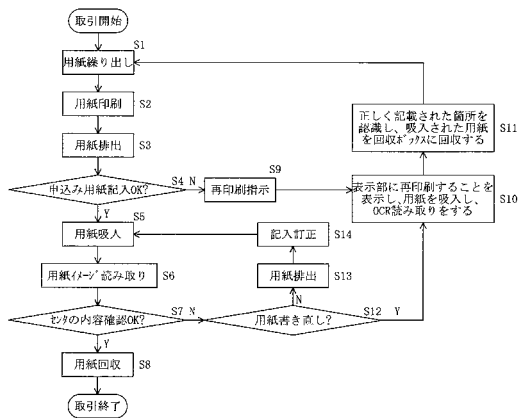 取引開始
S1
用紙繰り出し
用紙印刷
S2
用紙排出
S3
申込み用紙記入OK?
S4
N
Y
再印刷指示
S9
表示部に再印刷することを
表示し、用紙を吸入し、
OCR読み取りをする
S10
正しく記載された箇所を
認識し、吸入された用紙
を回収ボックスに回収する
S11
S5
用紙吸入
用紙イメージ読み取り
S6
センタの内容確認OK?
S7
N
Y
用紙書き直し?
S12
Y
N
用紙排出
S13
記入訂正
S14
用紙回収
S8
取引終了